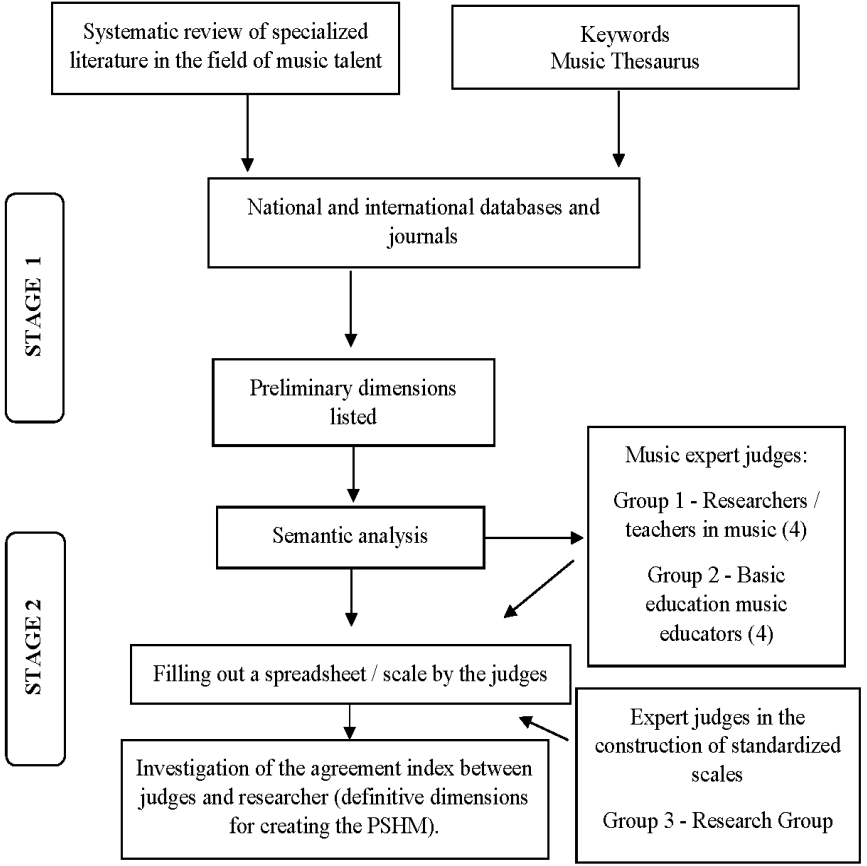 Systematic review of specialized
literature in the field of music talent
Keywords
Music Thesaurus
National and international databases and
journals
STAGE 1
Preliminary dimensions
listed
Music expert judges:
Group 1 - Researchers /
teachers in music (4)
Group 2 - Basic
education music
educators (4)
Semantic analysis
STAGE 2
Filling out a spreadsheet / scale by the judges
Expert judges in the
construction of standardized
scales
Group 3 - Research Group
Investigation of the agreement index between
judges and researcher (definitive dimensions
for creating the PSHM).